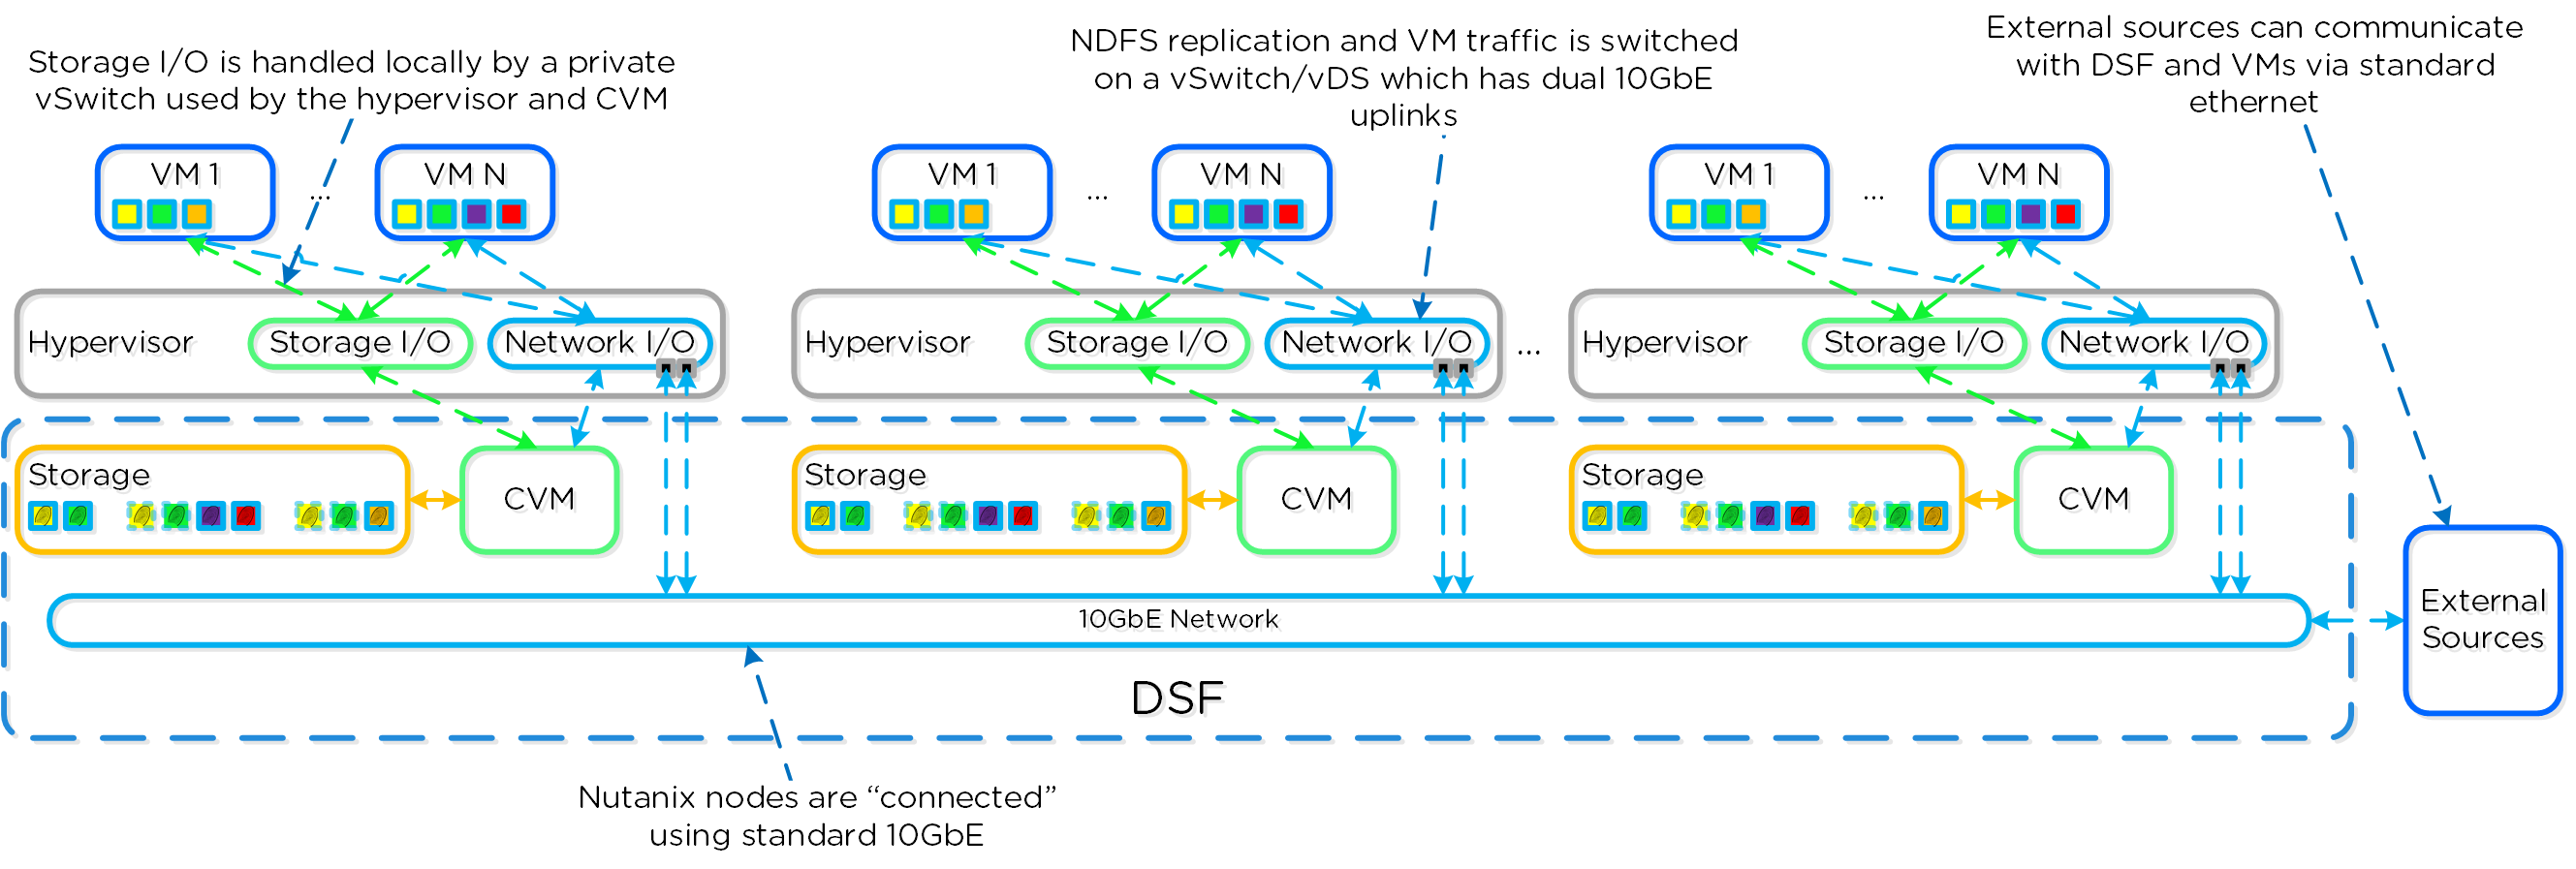 Storage I/O is handled locally by a private
vSwitch used by the hypervisor and CVM
NDFS replication and VM traffic is switched
on a vSwitch/vDS which has dual 10GbE
uplinks
External sources can communicate
with DSF and VMs via standard
ethernet
VM 1
...
VM N
VM 1
...
VM N
VM 1
...
VM N
Hypervisor
Storage I/O
Network I/O
Hypervisor
Storage I/O
Network I/O
...
Hypervisor
Storage I/O
Network I/O
Storage
CVM
Storage
CVM
Storage
CVM
10GbE Network
External
Sources
DSF
Nutanix nodes are “connected”
using standard 10GbE